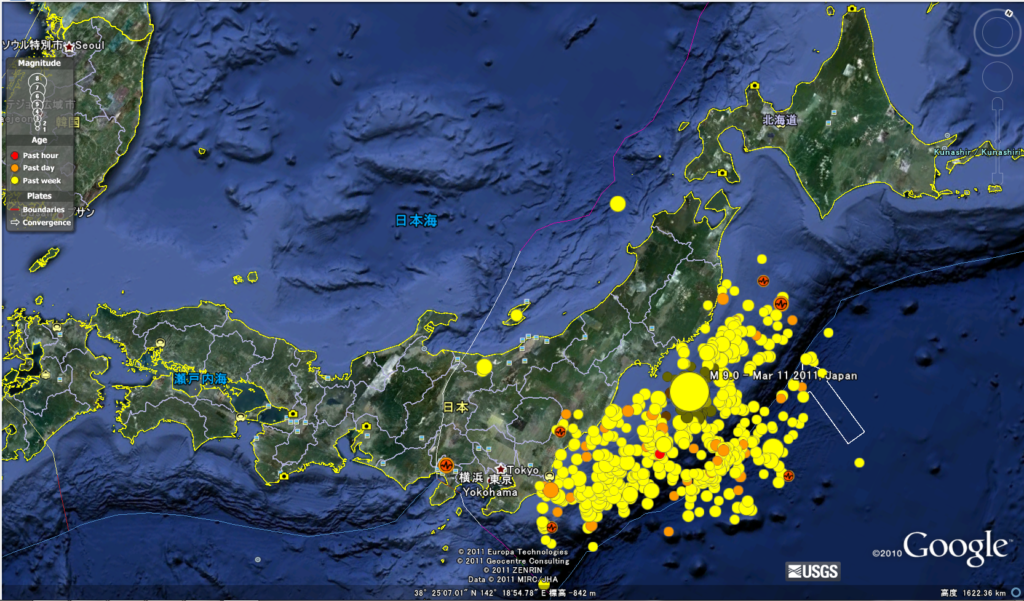 ソウル特別市 Seoul
Magnitude
8
7
6
5
4
3
2
1
韓国
Age
Past hour
Past day
Past week
Plates
Boundaries
Convergence
サン
北海道
Kunashir / Kunashiri
日本海
瀬戸内海
日本
M 9.0 - Mar 11 2011, Japan
横浜 東京 Tokyo
Yokohama
© 2011 Europa Technologies
© 2011 Geocentre Consulting
© 2011 ZENRIN
Data © 2011 MIRC/JHA
©2010 Google™
USGS
38° 25'07.01" N 142° 18'54.78" E 標高 -842 m
高度 1622.36 km